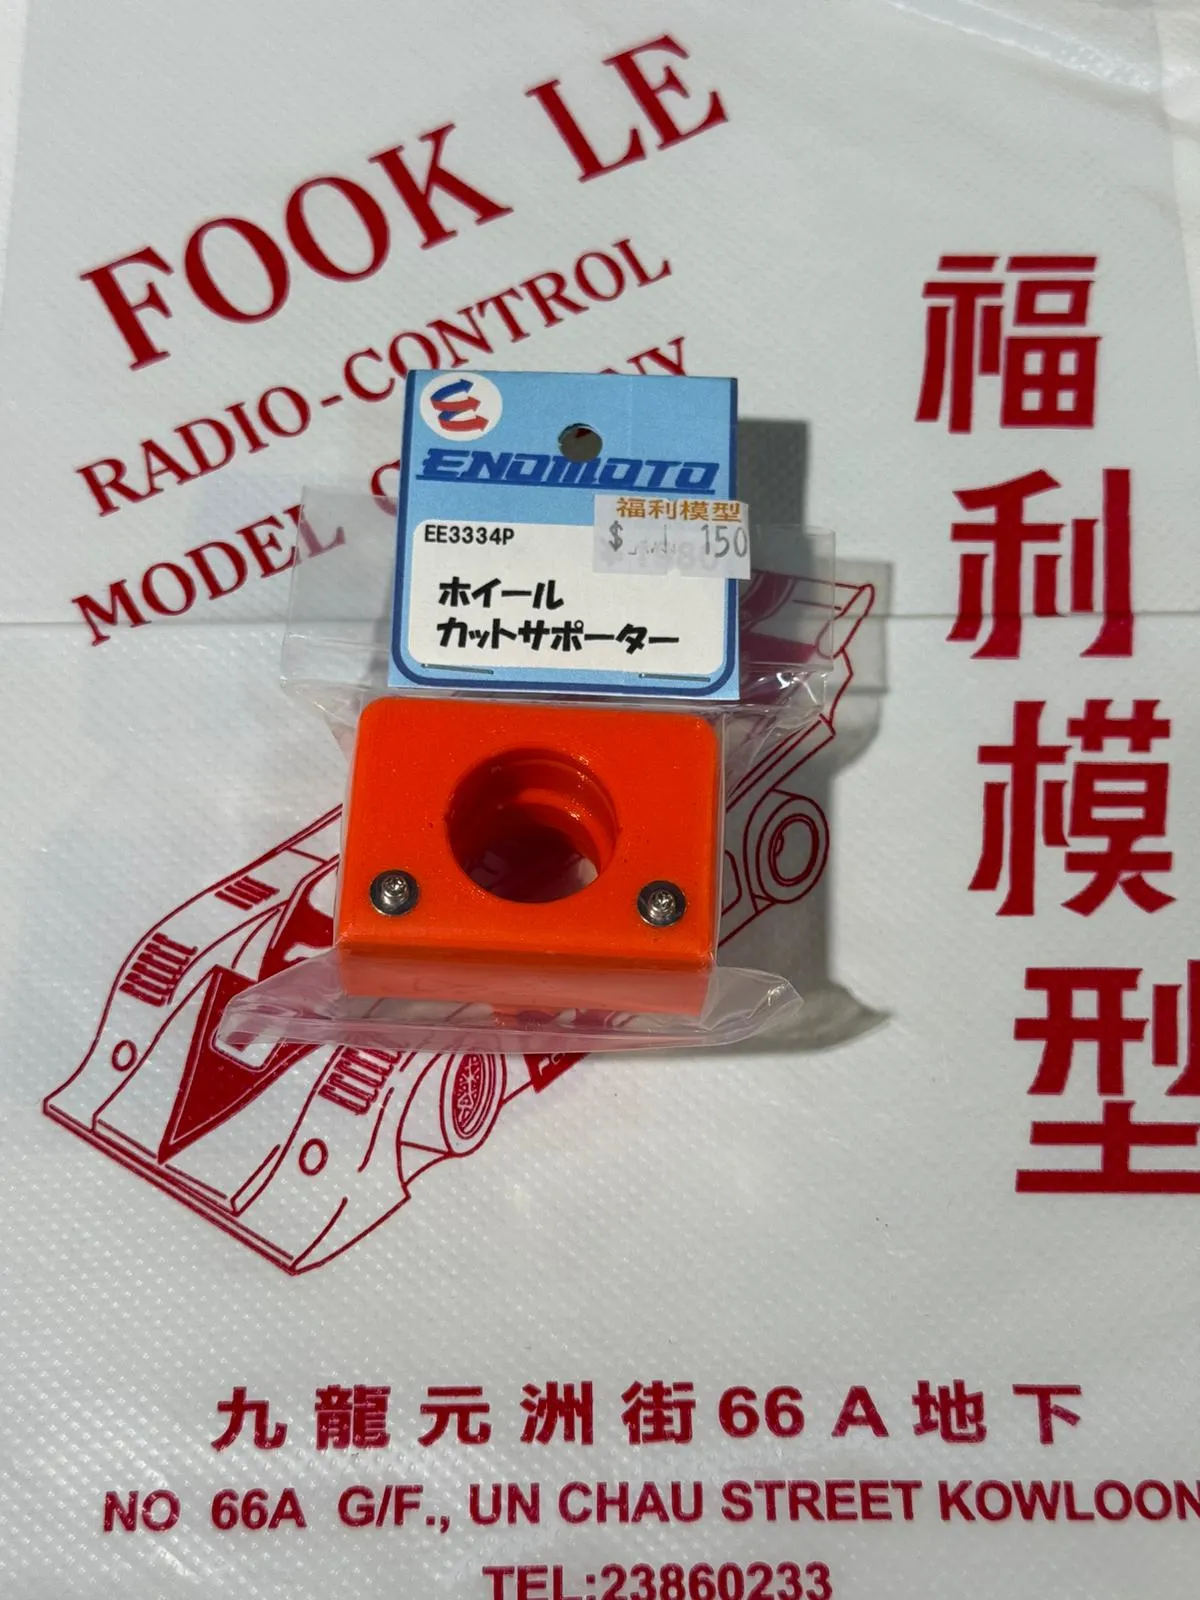 FOOK LE
RADIO-CONTROL
MODEL
福利模型
ENOMOTO
福利模型
$ 150
EE3334P
ホイール
カットサポーター
九龍元洲街66A地下
NO 66A G/F., UN CHAU STREET KOWLOON
TEL:23860233